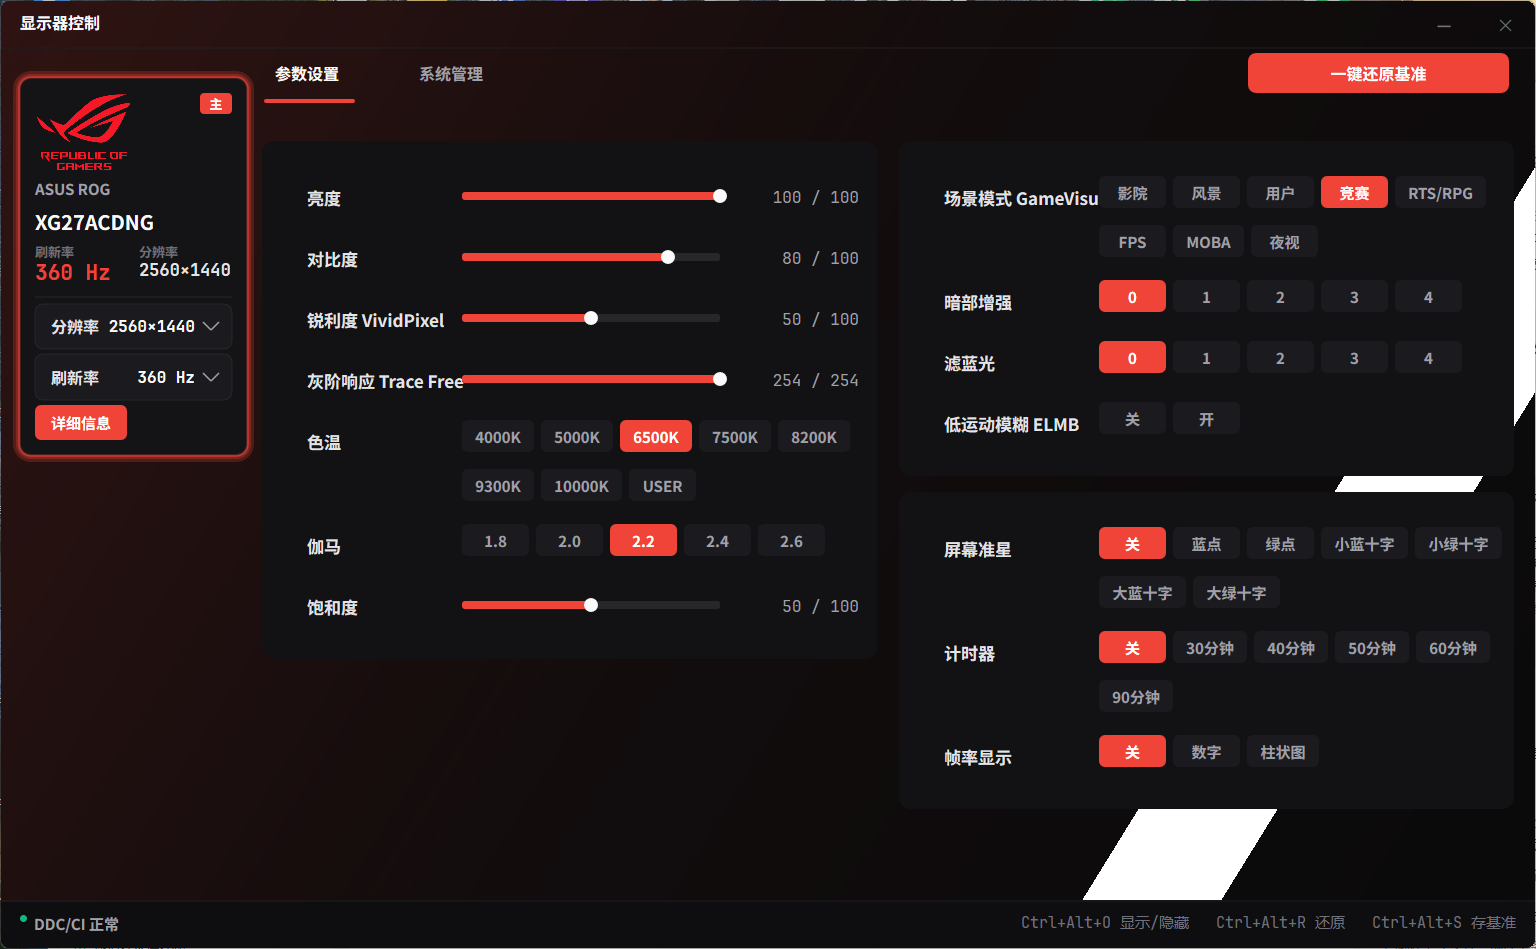 显示器控制
参数设置
系统管理
一键还原基准
主
REPUBLIC OF
GAMERS
ASUS ROG
XG27ACDNG
刷新率 分辨率
360 Hz 2560×1440
分辨率 2560×1440
刷新率 360 Hz
详细信息
亮度 100 / 100
对比度 80 / 100
锐利度 VividPixel 50 / 100
灰阶响应 Trace Free 254 / 254
色温 4000K 5000K 6500K 7500K 8200K
9300K 10000K USER
伽马 1.8 2.0 2.2 2.4 2.6
饱和度 50 / 100
场景模式 GameVisu 影院 风景 用户 竞赛 RTS/RPG
FPS MOBA 夜视
暗部增强 0 1 2 3 4
滤蓝光 0 1 2 3 4
低运动模糊 ELMB 关 开
屏幕准星 关 蓝点 绿点 小蓝十字 小绿十字
大蓝十字 大绿十字
计时器 关 30分钟 40分钟 50分钟 60分钟
90分钟
帧率显示 关 数字 柱状图
DDC/CI 正常
Ctrl+Alt+O 显示/隐藏 Ctrl+Alt+R 还原 Ctrl+Alt+S 存基准